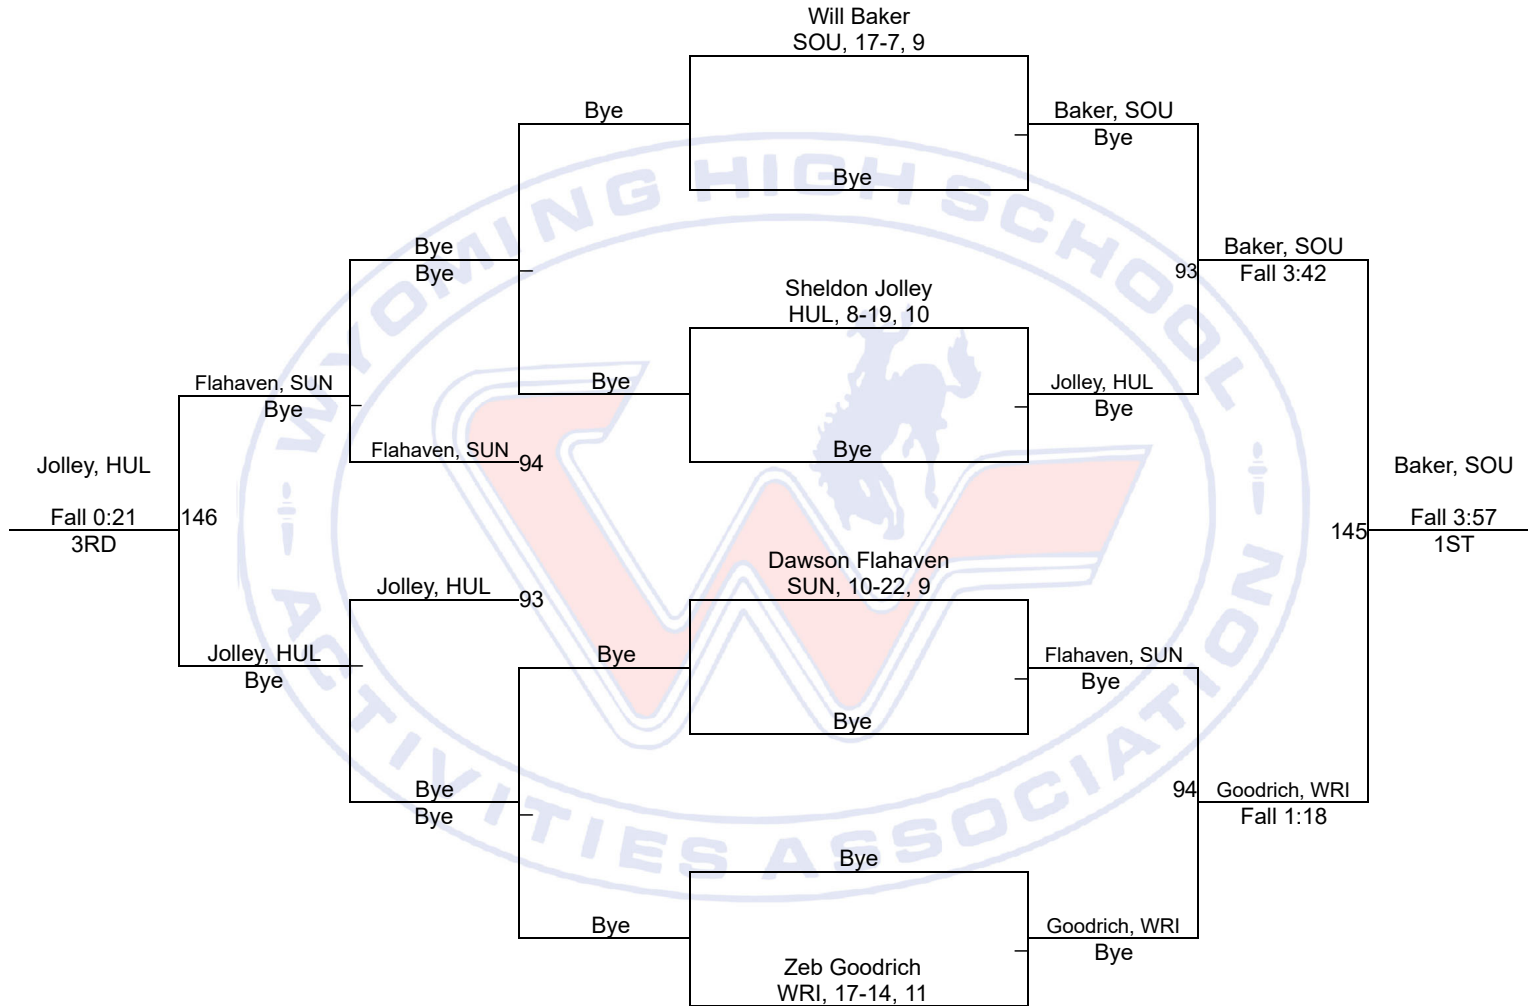 Will Baker
SOU, 17-7, 9
Bye
Baker, SOU
Bye
Bye
Bye
Bye
Baker, SOU
93
Fall 3:42
Sheldon Jolley
HUL, 8-19, 10
Flahaven, SUN
Bye
Bye
Jolley, HUL
Bye
Flahaven, SUN
94
Bye
Jolley, HUL
Baker, SOU
Fall 0:21
146
3RD
145
Fall 3:57
1ST
Dawson Flahaven
SUN, 10-22, 9
Jolley, HUL
93
Jolley, HUL
Bye
Bye
Flahaven, SUN
Bye
Bye
Bye
Bye
94
Goodrich, WRI
Fall 1:18
Bye
Bye
Goodrich, WRI
Bye
Zeb Goodrich
WRI, 17-14, 11
WYOMING HIGH SCHOOL
ACTIVITIES ASSOCIATION